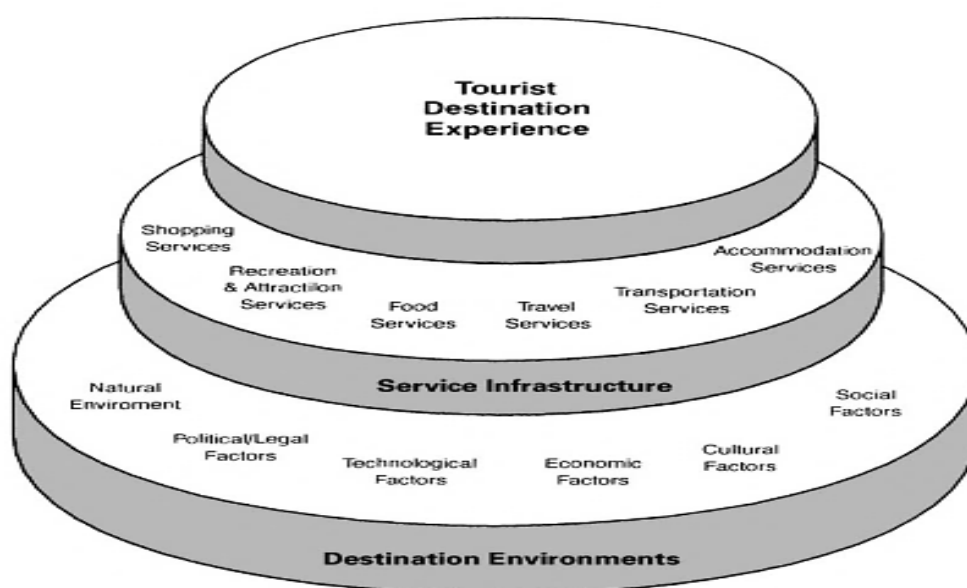 Tourist
Destination
Experience
Shopping
Services
Recreation
& Attractiion
Services
Food
Services
Travel
Services
Transportation
Services
Accommodation
Services
Service Infrastructure
Natural
Enviroment
Political/Legal
Factors
Technological
Factors
Economic
Factors
Cultural
Factors
Social
Factors
Destination Environments